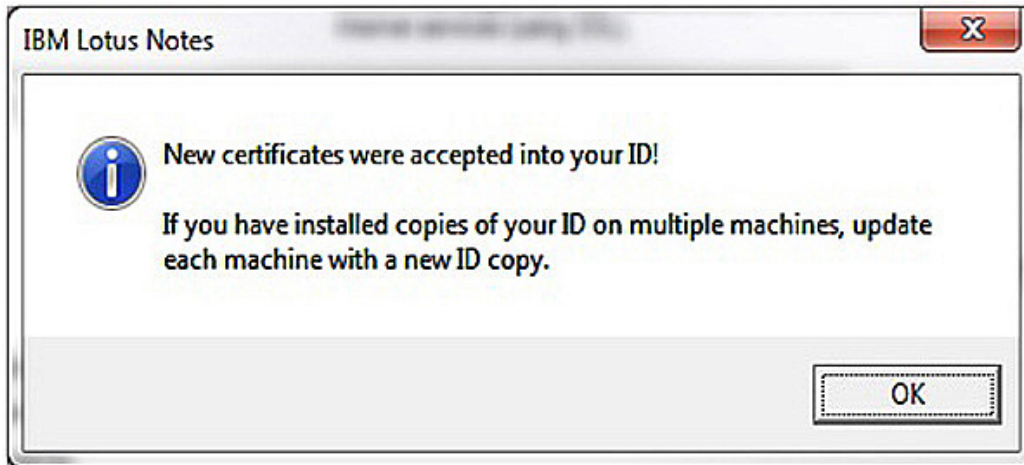 IBM Lotus Notes
New certificates were accepted into your ID!
If you have installed copies of your ID on multiple machines, update
each machine with a new ID copy.
OK